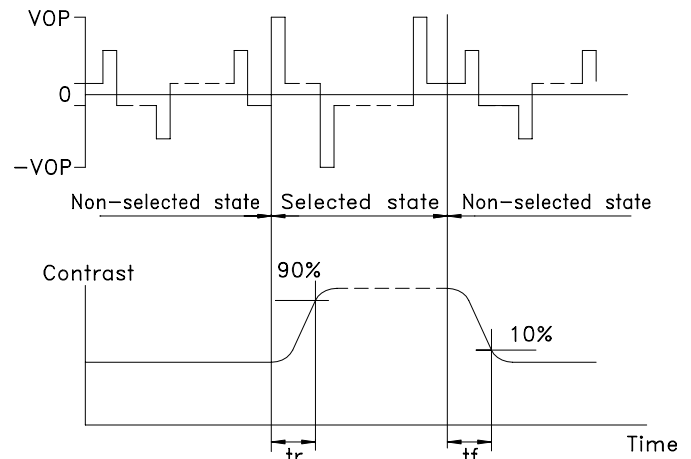 VOP
0
-VOP
Non-selected state
Selected state
Non-selected state
Contrast
90%
10%
Time
tr
tf